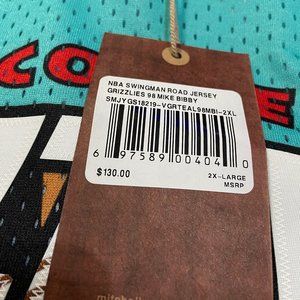 CO
NBA SWINGMAN ROAD JERSEY
GRIZZLIES 98 MIKE BIBBY
SMJYGS18219-VGRTEAL98MBI-2XL
6 97589 00404 0
$130.00
2X-LARGE
MSRP